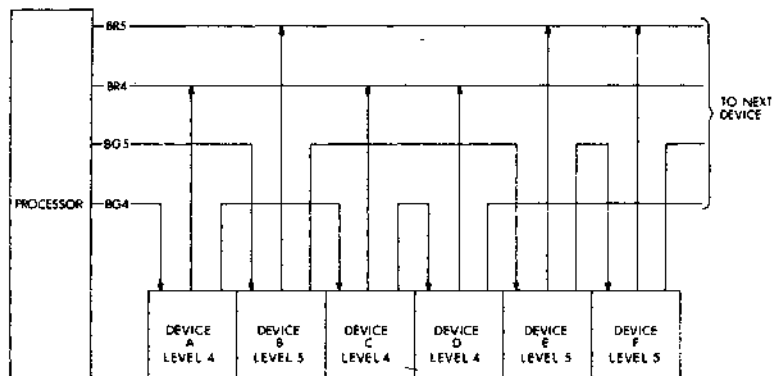 BR5
BR4
TO NEXT
DEVICE
BG5
PROCESSOR
BG4
DEVICE
A
LEVEL 4
DEVICE
B
LEVEL 5
DEVICE
C
LEVEL 4
DEVICE
D
LEVEL 4
DEVICE
E
LEVEL 5
DEVICE
F
LEVEL 5